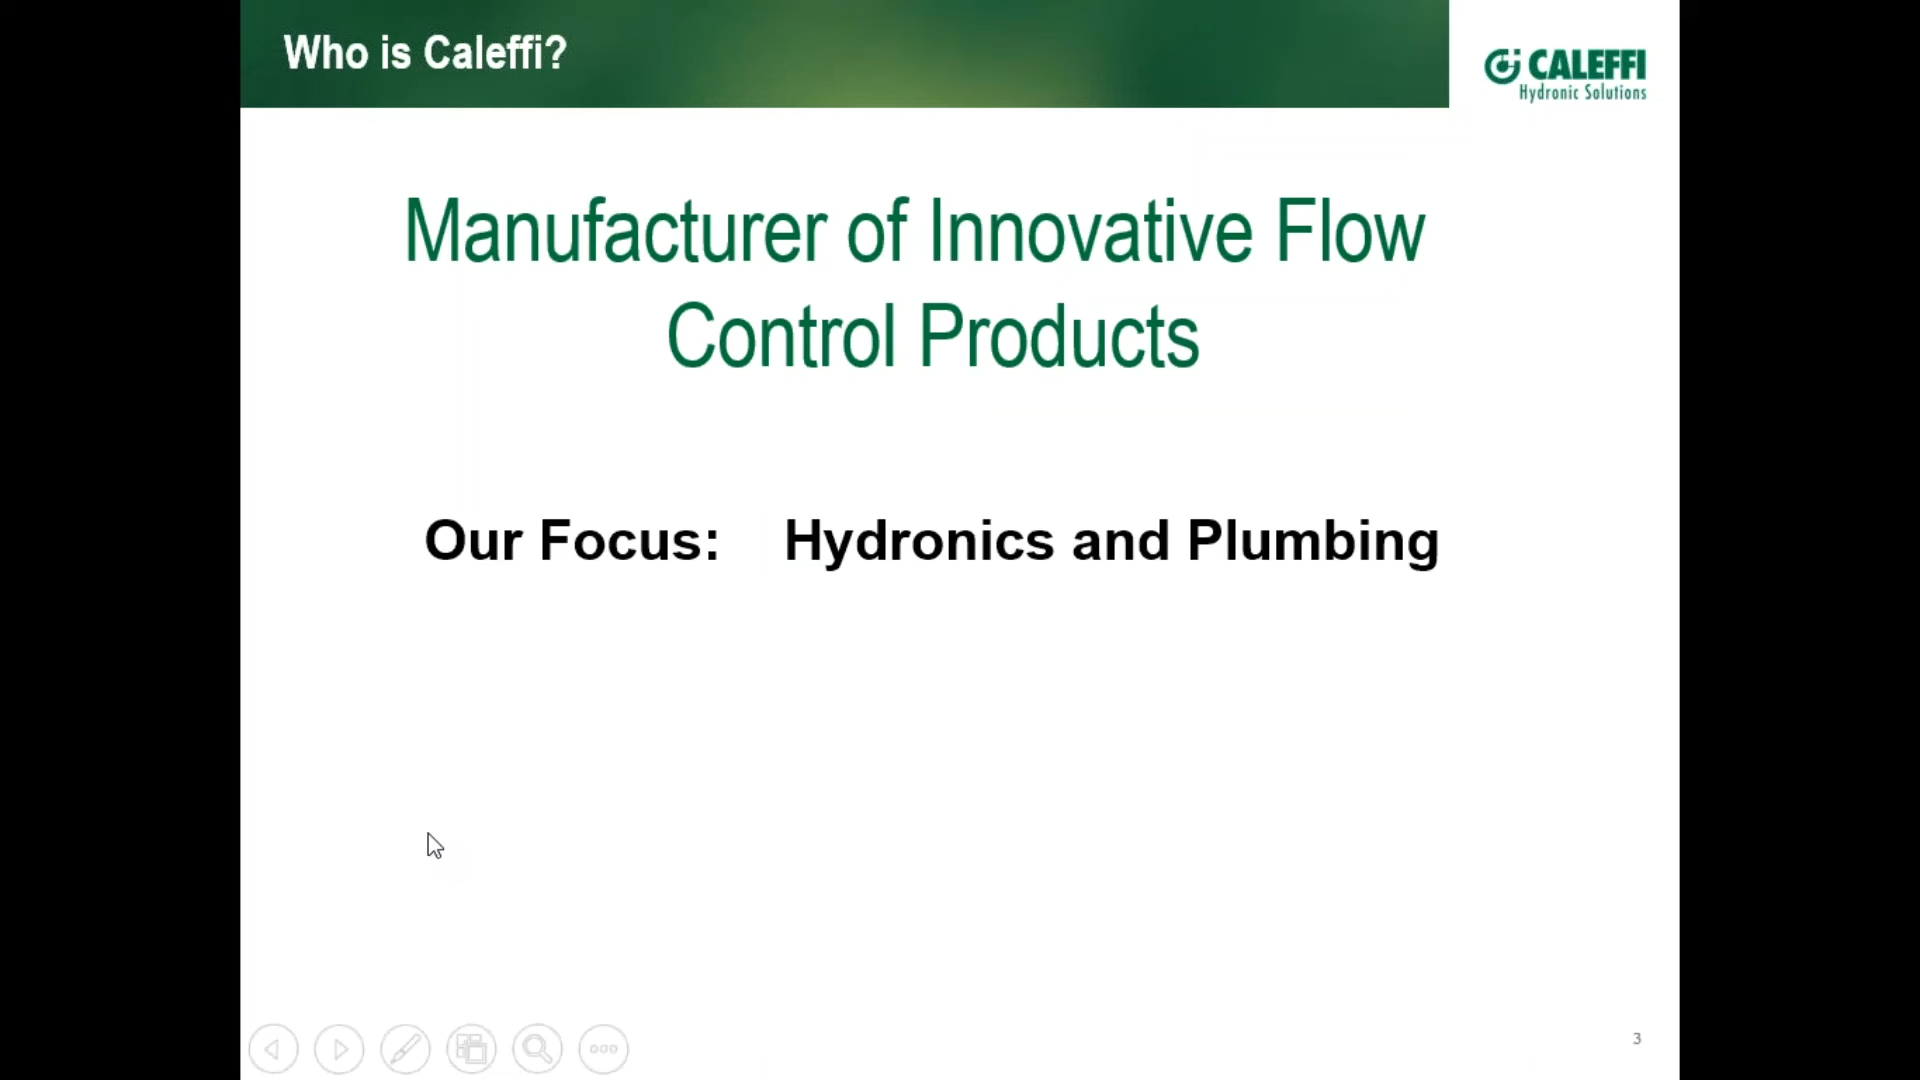 Who is Caleffi?
CALEFFI
Hydronic Solutions
Manufacturer of Innovative Flow
Control Products
Our Focus: Hydronics and Plumbing
3